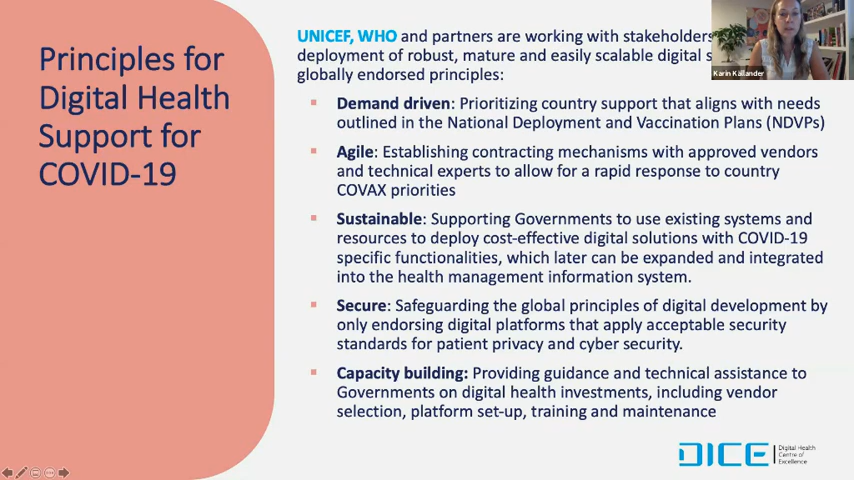 Principles for
Digital Health
Support for
COVID-19
UNICEF, WHO and partners are working with stakeholders
deployment of robust, mature and easily scalable digital
globally endorsed principles:
Karin Källander
▪ Demand driven: Prioritizing country support that aligns with needs
outlined in the National Deployment and Vaccination Plans (NDVPs)
▪ Agile: Establishing contracting mechanisms with approved vendors
and technical experts to allow for a rapid response to country
COVAX priorities
▪ Sustainable: Supporting Governments to use existing systems and
resources to deploy cost-effective digital solutions with COVID-19
specific functionalities, which later can be expanded and integrated
into the health management information system.
▪ Secure: Safeguarding the global principles of digital development by
only endorsing digital platforms that apply acceptable security
standards for patient privacy and cyber security.
▪ Capacity building: Providing guidance and technical assistance to
Governments on digital health investments, including vendor
selection, platform set-up, training and maintenance
DICE
Digital Health
Centre of
Excellence